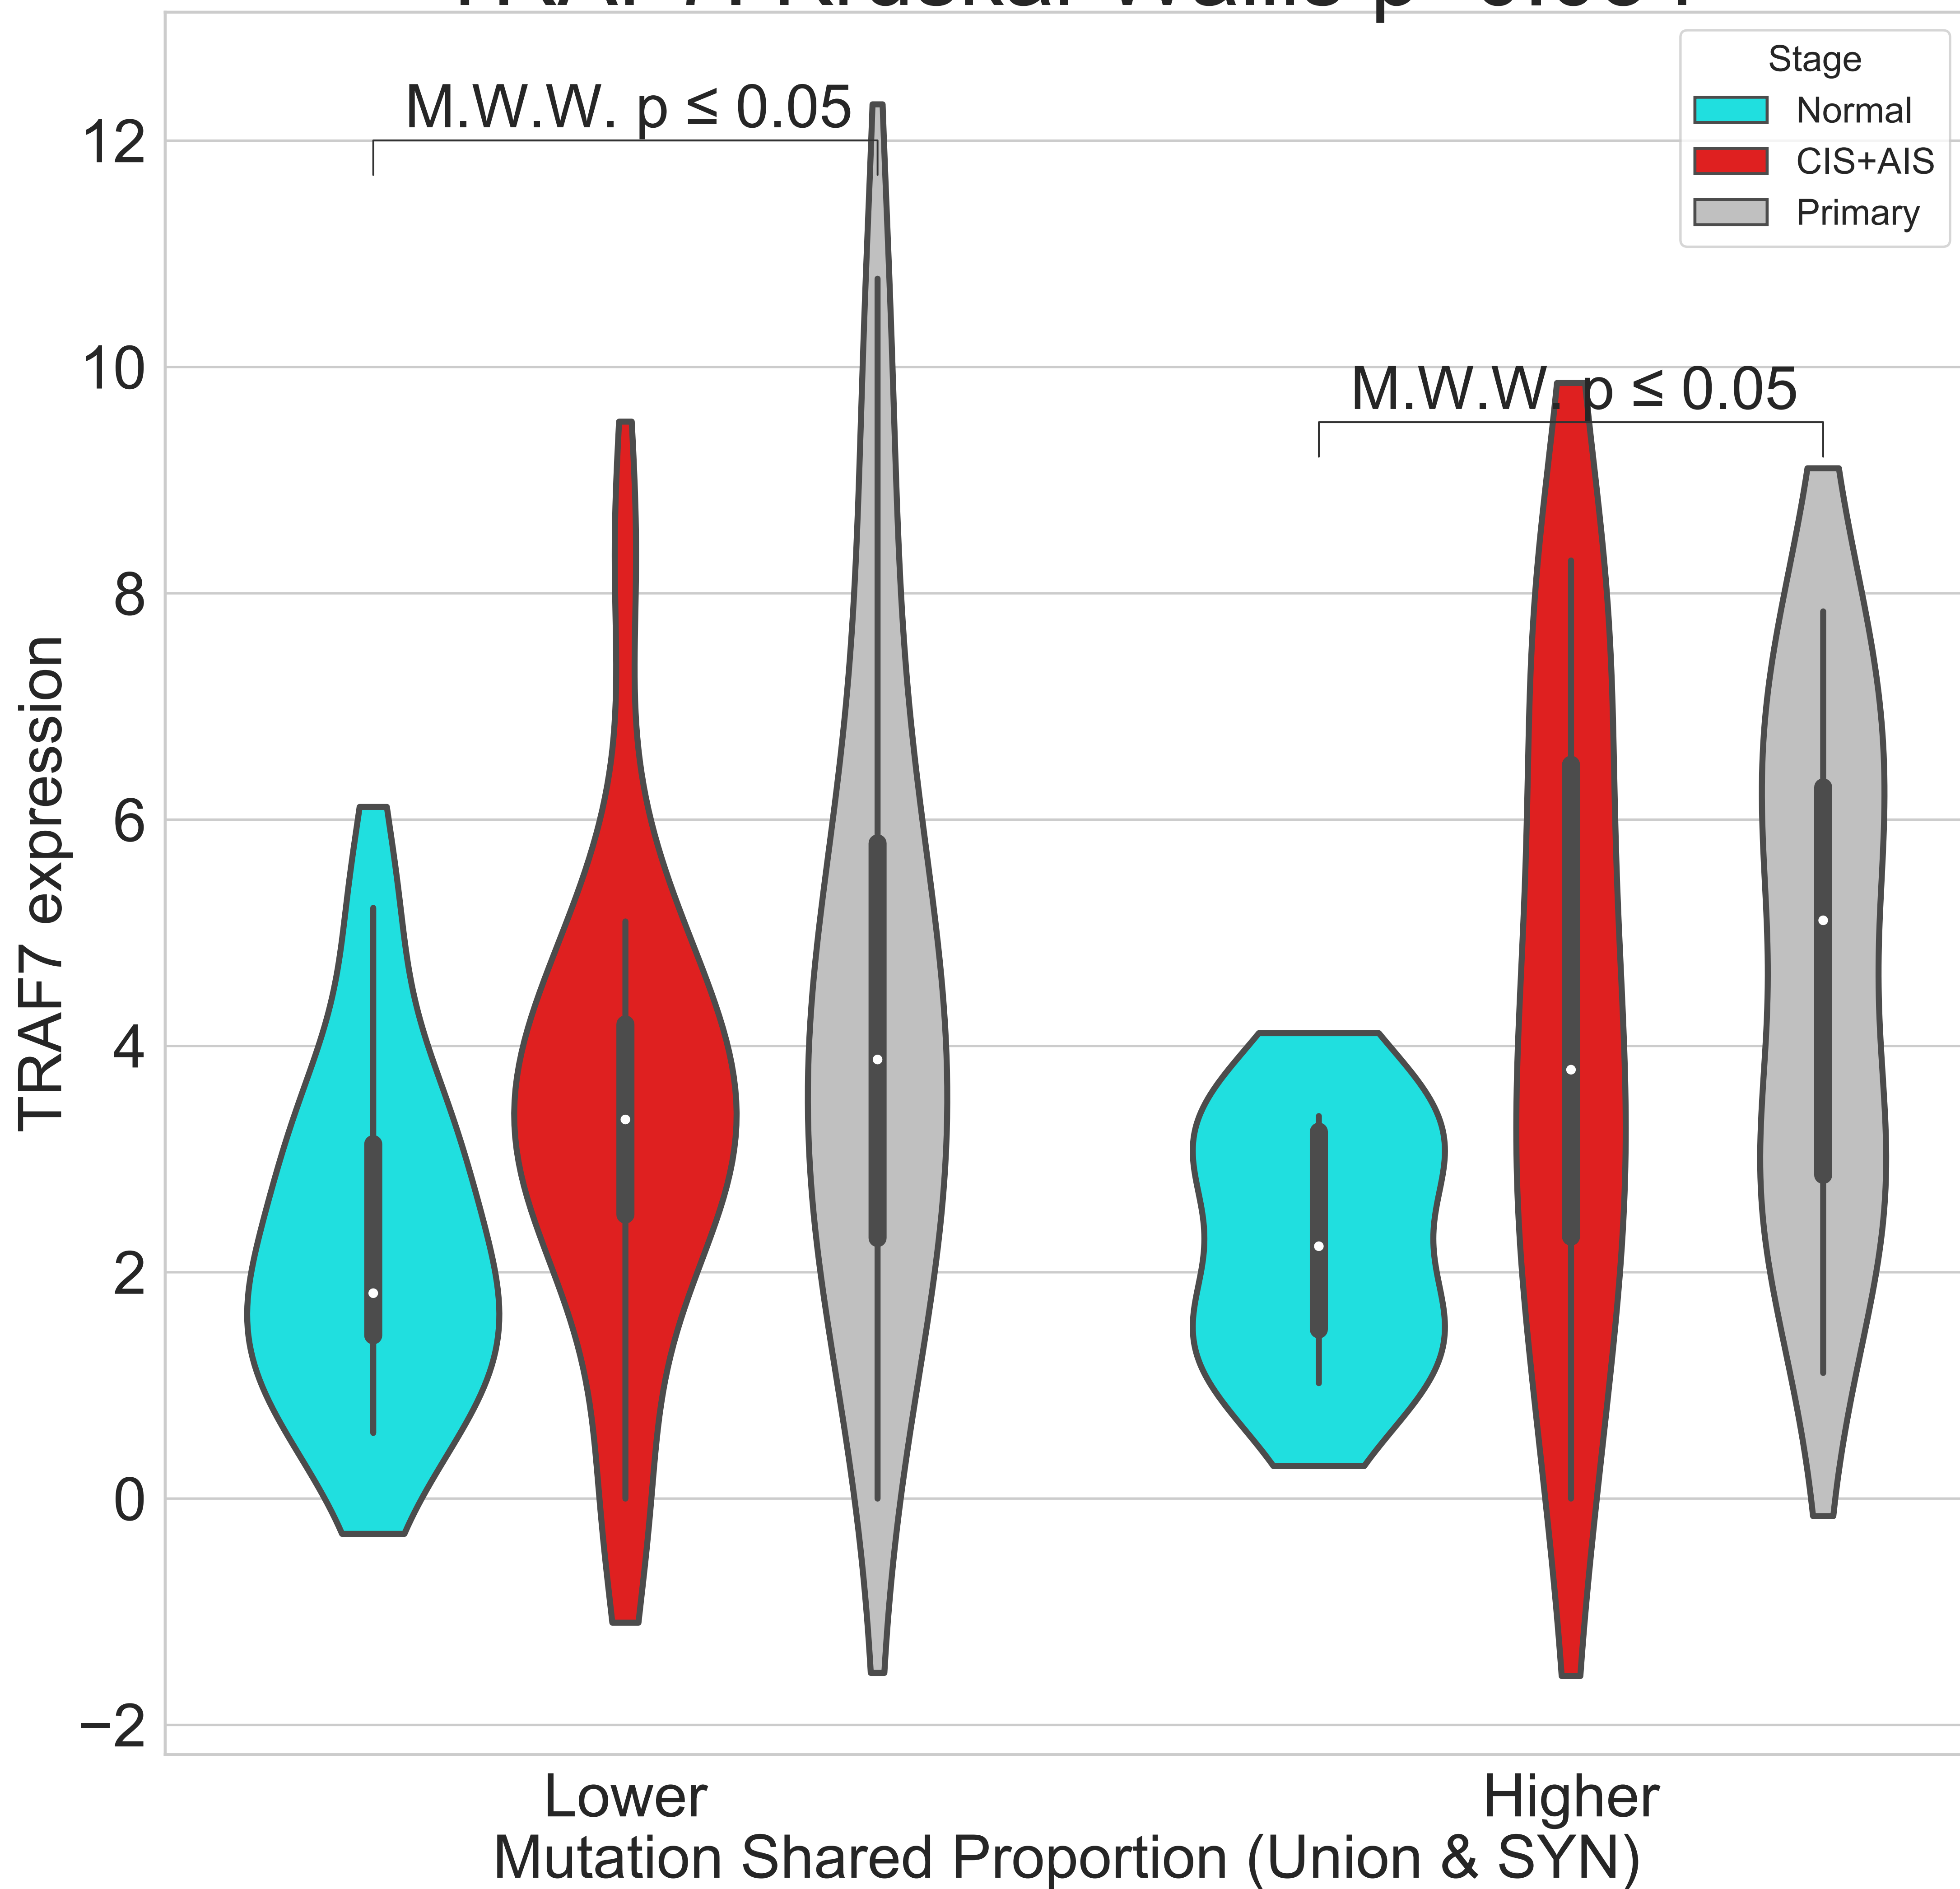 Stage
Normal
CIS+AIS
Primary
M.W.W. p ≤ 0.05
M.W.W. p ≤ 0.05
12
10
8
6
4
2
0
−2
TRAF7 expression
Lower
Higher
Mutation Shared Proportion (Union & SYN)